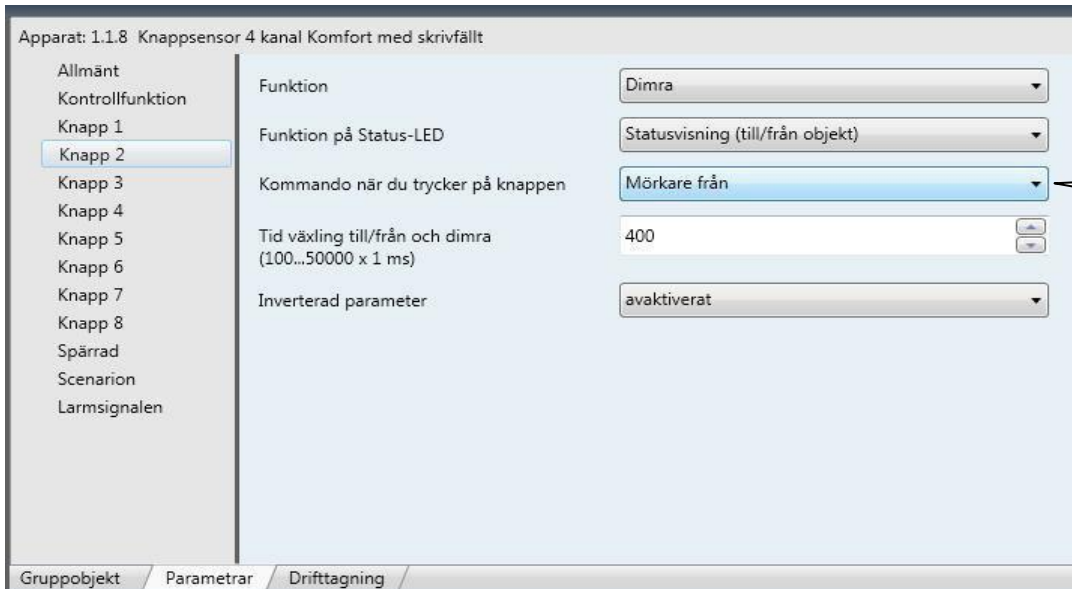 Apparat: 1.1.8 Knappsensor 4 kanal Komfort med skrivfällt
Allmänt
Kontrollfunktion
Knapp 1
Knapp 2
Knapp 3
Knapp 4
Knapp 5
Knapp 6
Knapp 7
Knapp 8
Spärrad
Scenarion
Larmsignalen
Funktion
Dimra
Funktion på Status-LED
Statusvisning (till/från objekt)
Kommando när du trycker på knappen
Mörkare från
Tid växling till/från och dimra
(100...50000 x 1 ms)
400
Inverterad parameter
avaktiverat
Gruppobjekt
Parametrar
Drifttagning